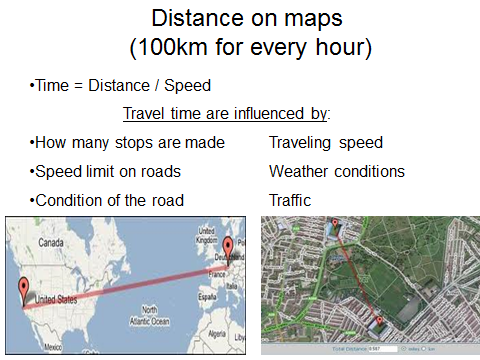 Distance on maps
(100km for every hour)
•Time = Distance / Speed
Travel time are influenced by:
•How many stops are made Traveling speed
•Speed limit on roads Weather conditions
•Condition of the road Traffic
Canada
United States
North
Atlantic Ocean
United
Kingdom
France
Italia
España
Algeria
Total Distance
miles
km